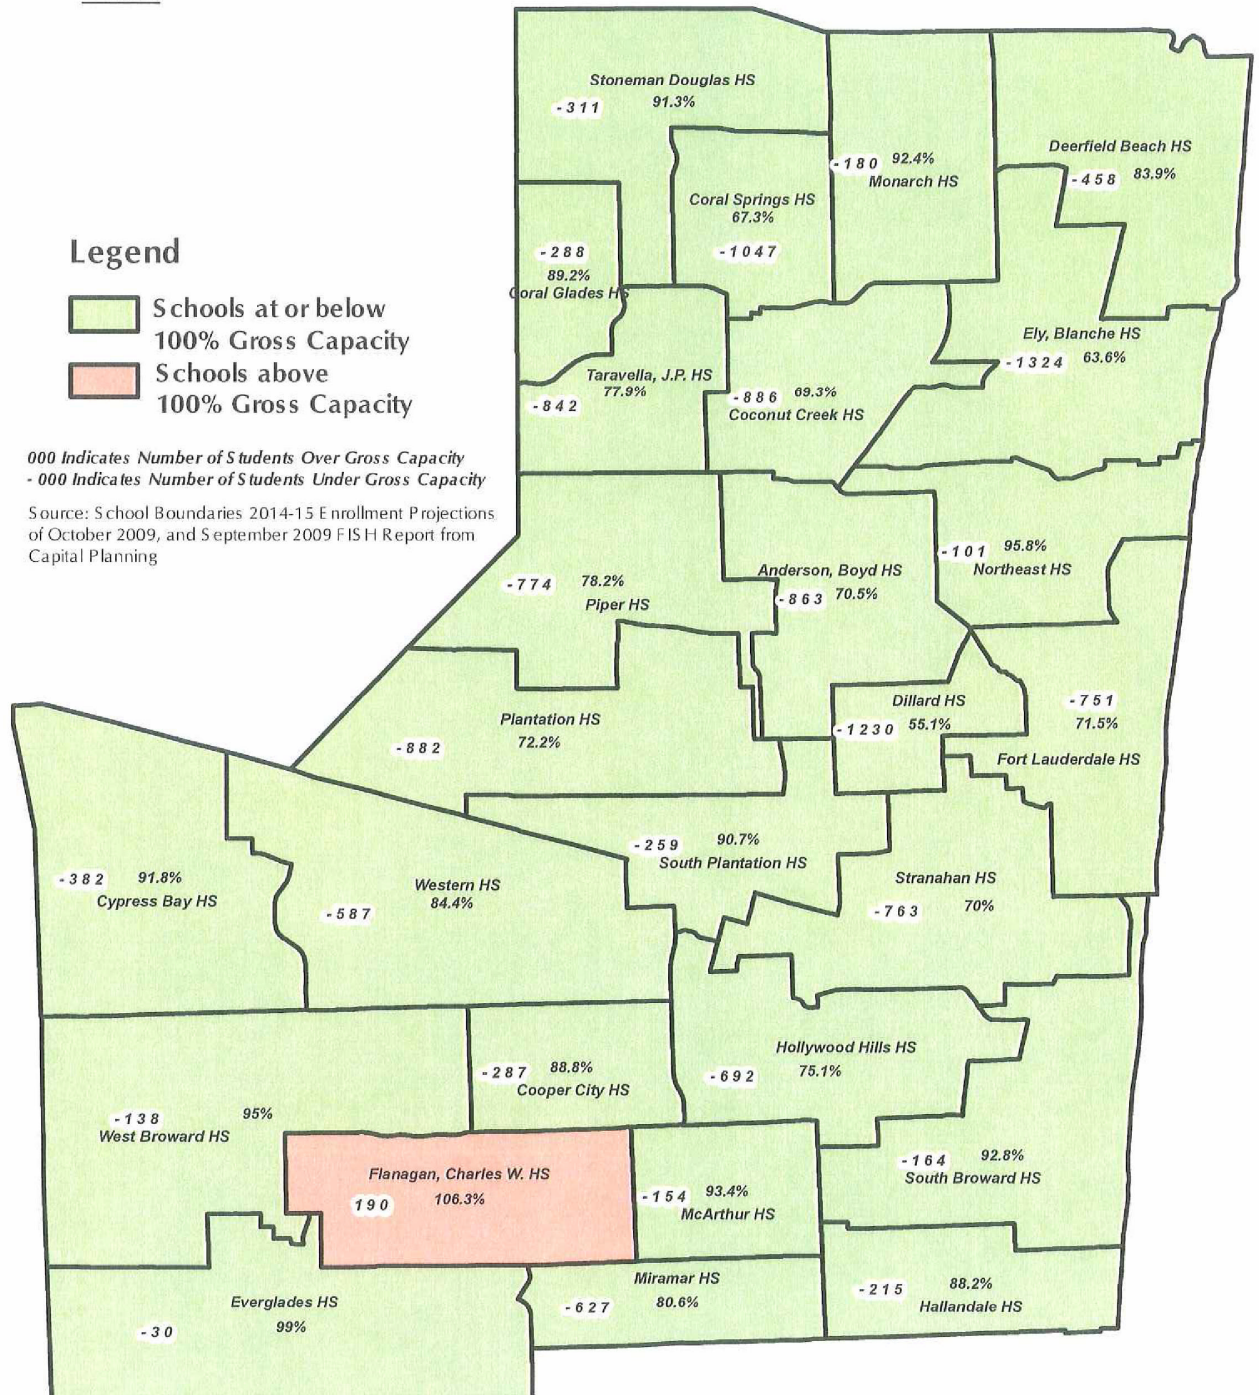 Stoneman Douglas HS
-311 91.3%
Deerfield Beach HS
-458 83.9%
-180 92.4%
Monarch HS
Coral Springs HS
67.3%
-1047
Legend
Schools at or below
100% Gross Capacity
Schools above
100% Gross Capacity
000 Indicates Number of Students Over Gross Capacity
- 000 Indicates Number of Students Under Gross Capacity
Source: School Boundaries 2014-15 Enrollment Projections
of October 2009, and September 2009 FISH Report from
Capital Planning
-288
89.2%
Coral Glades HS
Ely, Blanche HS
-1324 63.6%
Taravella, J.P. HS
77.9%
-842
-886 69.3%
Coconut Creek HS
-101 95.8%
Northeast HS
-774 78.2%
Piper HS
Anderson, Boyd HS
-863 70.5%
Plantation HS
72.2%
-882
Dillard HS
55.1%
-1230
-751
71.5%
Fort Lauderdale HS
-259 90.7%
South Plantation HS
-382 91.8%
Cypress Bay HS
Western HS
84.4%
-587
Stranahan HS
-763 70%
Hollywood Hills HS
75.1%
-692
-287 88.8%
Cooper City HS
-138 95%
West Broward HS
Flanagan, Charles W. HS
190 106.3%
-154 93.4%
McArthur HS
-164 92.8%
South Broward HS
Everglades HS
99%
-30
Miramar HS
80.6%
-627
-215 88.2%
Hallandale HS